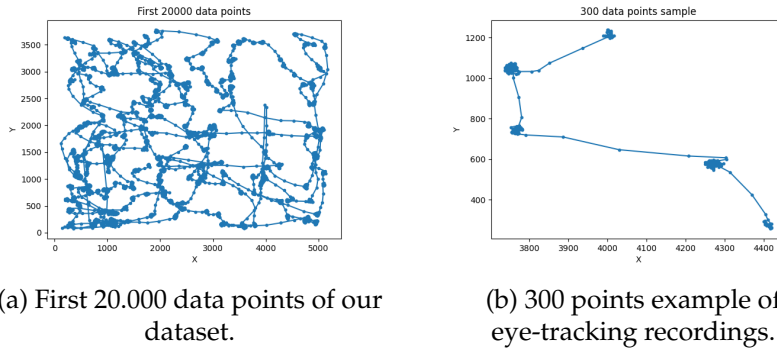 First 20000 data points
3500
3000
2500
2000
1500
1000
500
0
Y
0 1000 2000 3000 4000 5000
X
300 data points sample
1200
1000
800
600
400
Y
3800 3900 4000 4100 4200 4300 4400
X
(a) First 20.000 data points of our
dataset.
(b) 300 points example of
eye-tracking recordings.